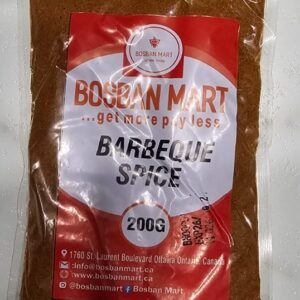 BOSBAN MART
BOSBAN MART
...get more pay less
BARBEQUE
SPICE
200G
1760 St. Laurent Boulevard Ottawa Ontario, Canada
:info@bosbanmart.ca
:www.bosbanmart.ca
@bosbanmart f Bosban Mart